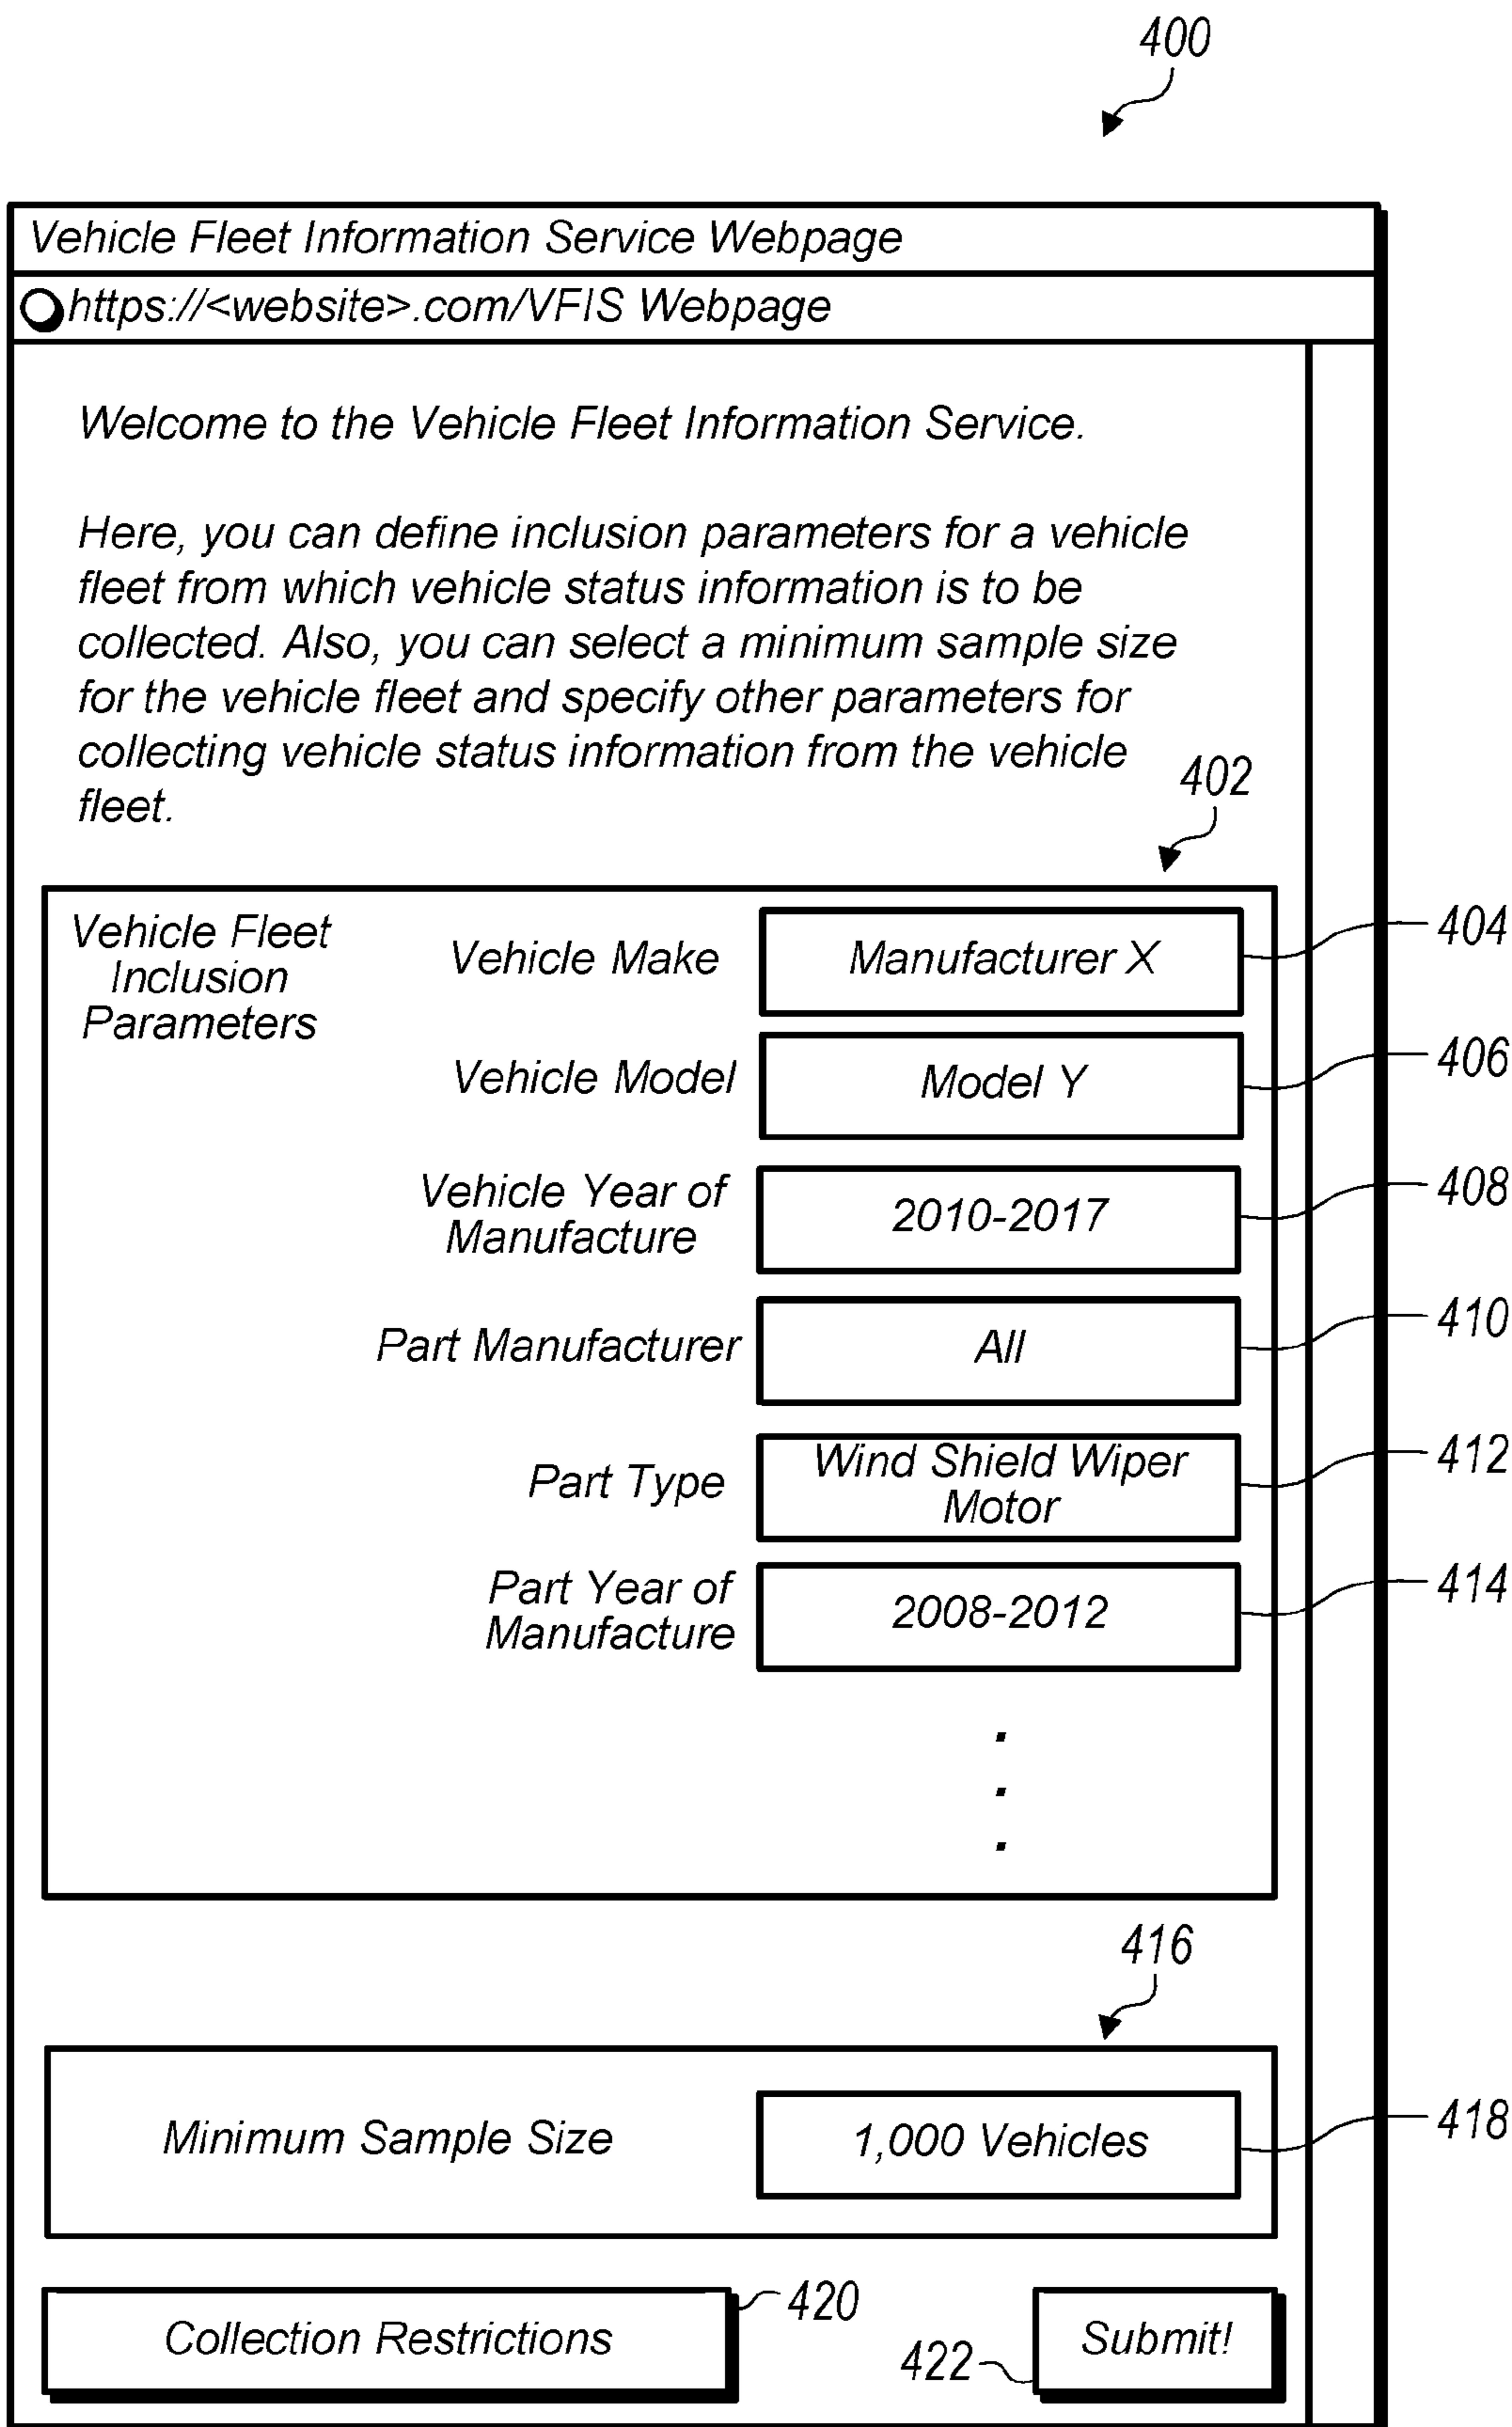 400
Vehicle Fleet Information Service Webpage
https://<website>.com/VFIS Webpage
Welcome to the Vehicle Fleet Information Service.
Here, you can define inclusion parameters for a vehicle
fleet from which vehicle status information is to be
collected. Also, you can select a minimum sample size
for the vehicle fleet and specify other parameters for
collecting vehicle status information from the vehicle
fleet.
402
Vehicle Fleet
Inclusion
Parameters
Vehicle Make
Manufacturer X
404
Vehicle Model
Model Y
406
Vehicle Year of
Manufacture
2010-2017
408
Part Manufacturer
All
410
Part Type
Wind Shield Wiper
Motor
412
Part Year of
Manufacture
2008-2012
414
416
Minimum Sample Size
1,000 Vehicles
418
Collection Restrictions
420
422
Submit!